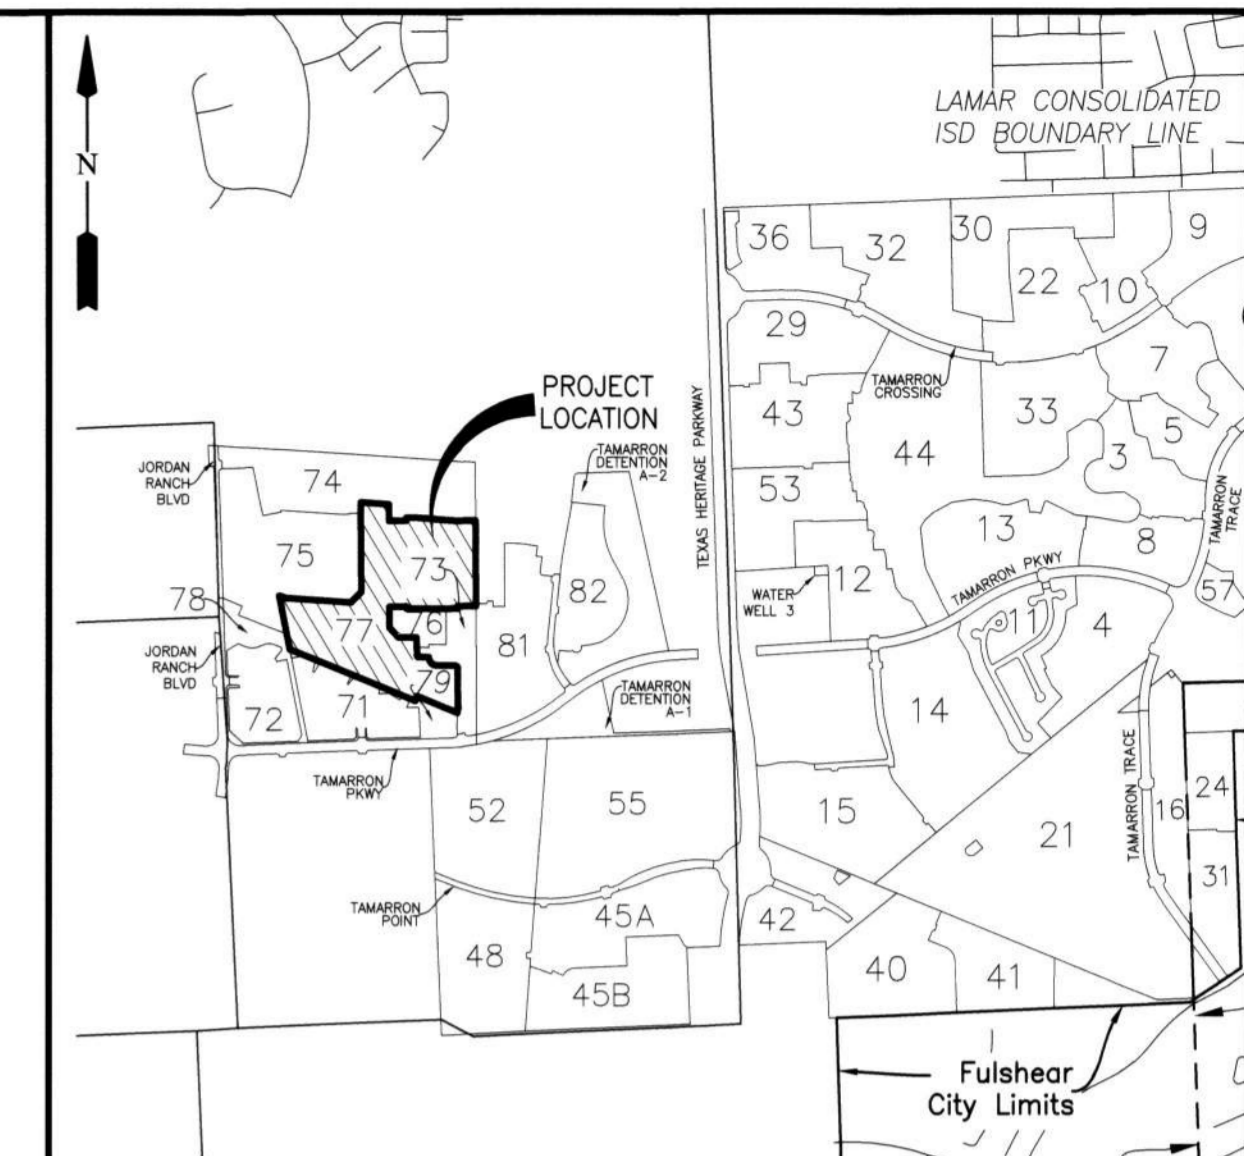 LAMAR CONSOLIDATED
ISD BOUNDARY LINE
N
36
32
30
9
22
10
29
7
PROJECT
LOCATION
TAMARRON
CROSSING
TEXAS HERITAGE PARKWAY
43
33
5
44
3
TAMARRON
DETENTION
A-2
JORDAN
RANCH
BLVD
74
53
TAMARRON
TRACE
13
8
75
73
82
12
WATER
WELL 3
TAMARRON PKWY
57
78
77
76
81
11
4
JORDAN
RANCH
BLVD
79
71
72
TAMARRON
DETENTION
A-1
14
TAMARRON
PKWY
52
55
15
21
TAMARRON TRACE
16
24
31
TAMARRON
POINT
45A
42
48
45B
40
41
Fulshear
City Limits